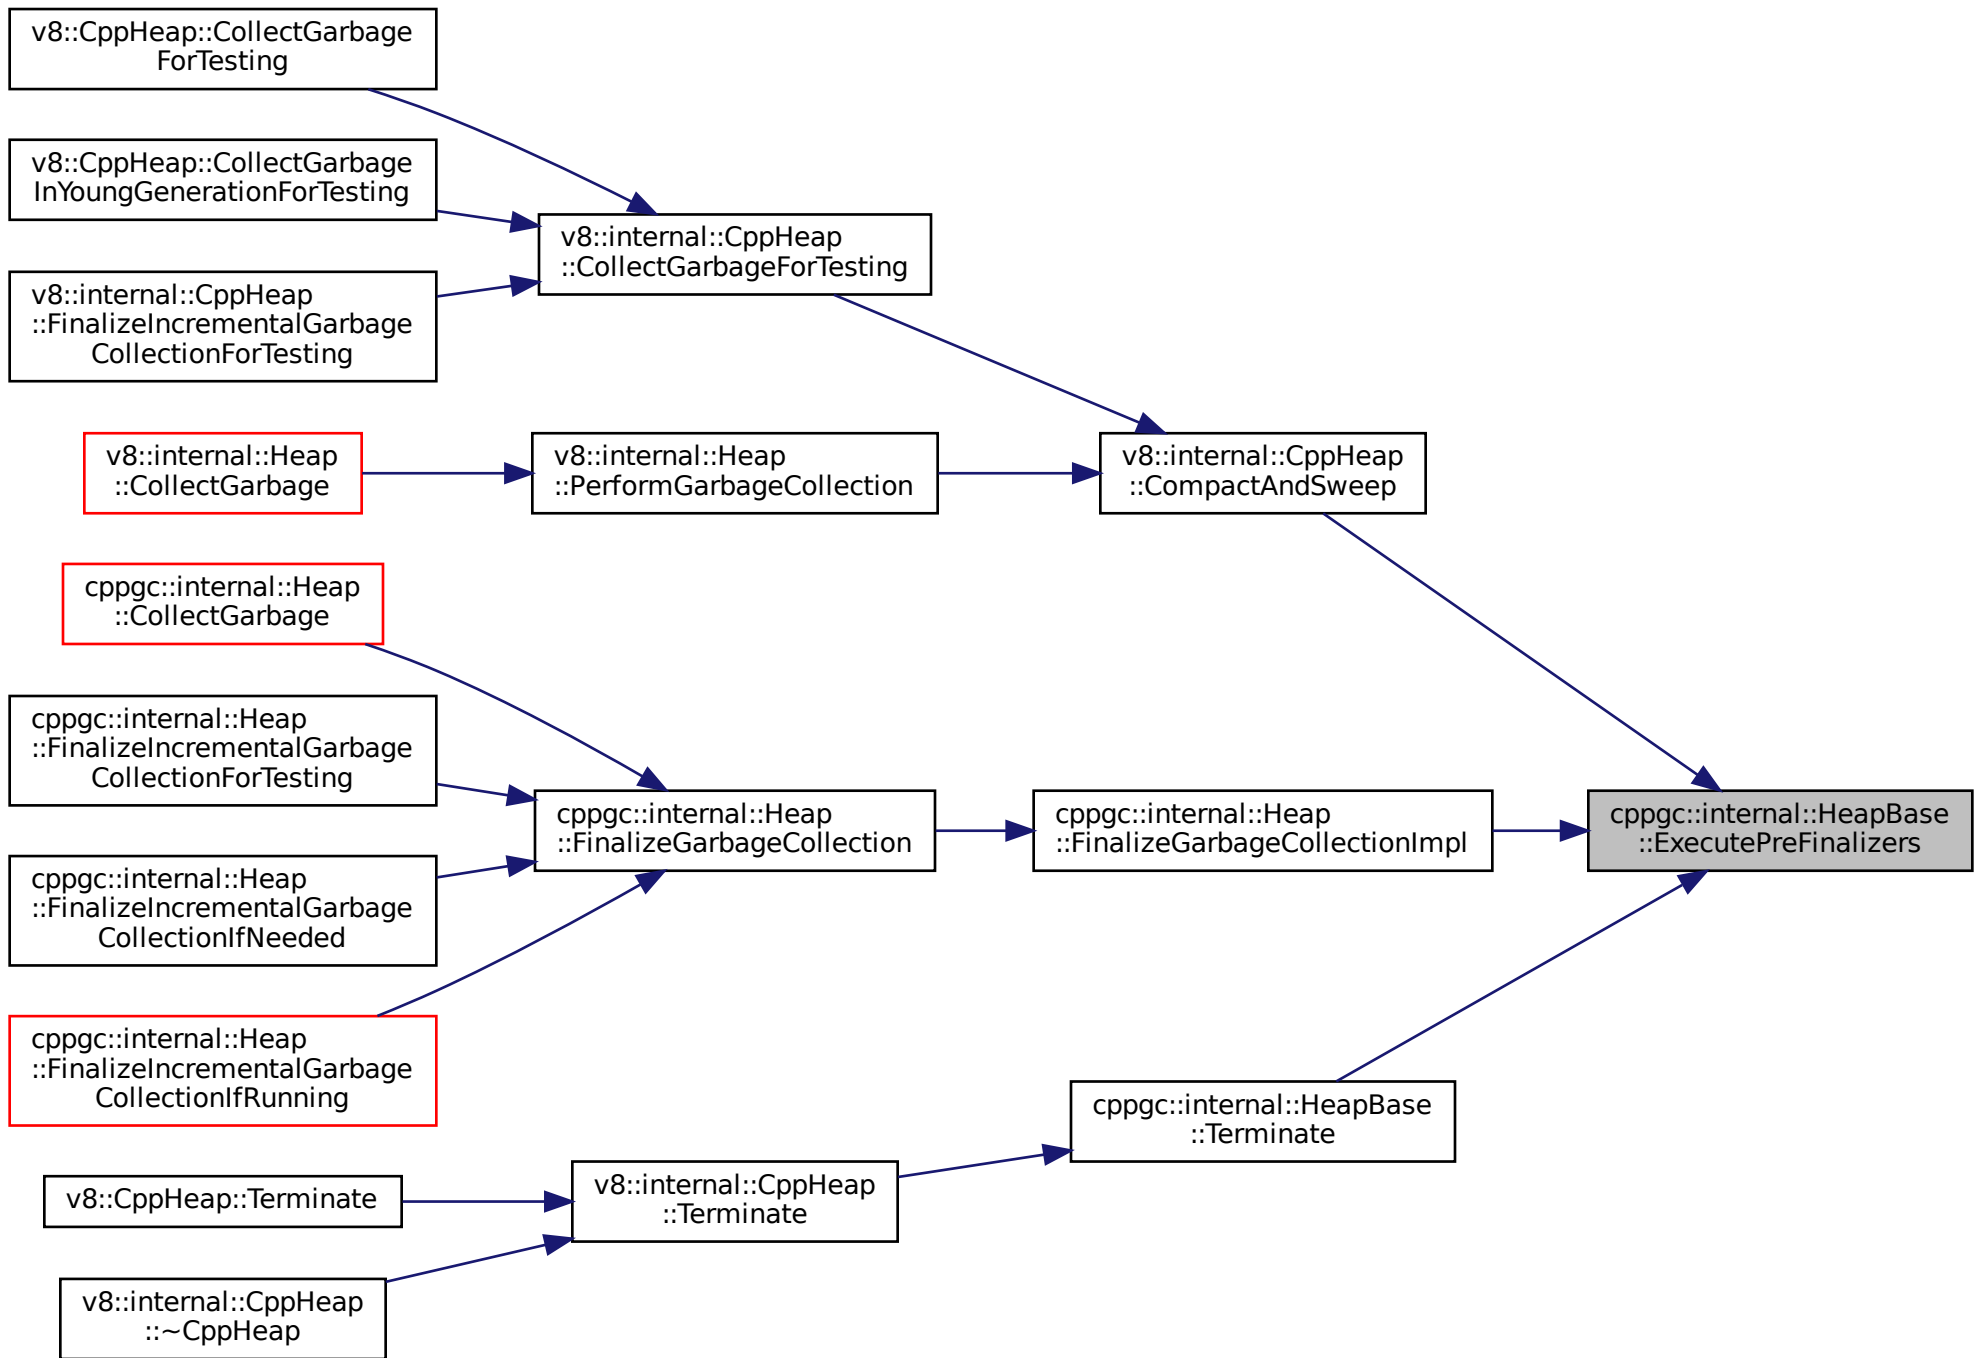 v8::CppHeap::CollectGarbage
ForTesting
v8::CppHeap::CollectGarbage
InYoungGenerationForTesting
v8::internal::CppHeap
::CollectGarbageForTesting
v8::internal::CppHeap
::FinalizeIncrementalGarbage
CollectionForTesting
v8::internal::Heap
::CollectGarbage
v8::internal::Heap
::PerformGarbageCollection
v8::internal::CppHeap
::CompactAndSweep
cppgc::internal::Heap
::CollectGarbage
cppgc::internal::Heap
::FinalizeIncrementalGarbage
CollectionForTesting
cppgc::internal::Heap
::FinalizeGarbageCollection
cppgc::internal::Heap
::FinalizeGarbageCollectionImpl
cppgc::internal::HeapBase
::ExecutePreFinalizers
cppgc::internal::Heap
::FinalizeIncrementalGarbage
CollectionIfNeeded
cppgc::internal::Heap
::FinalizeIncrementalGarbage
CollectionIfRunning
cppgc::internal::HeapBase
::Terminate
v8::CppHeap::Terminate
v8::internal::CppHeap
::Terminate
v8::internal::CppHeap
::~CppHeap